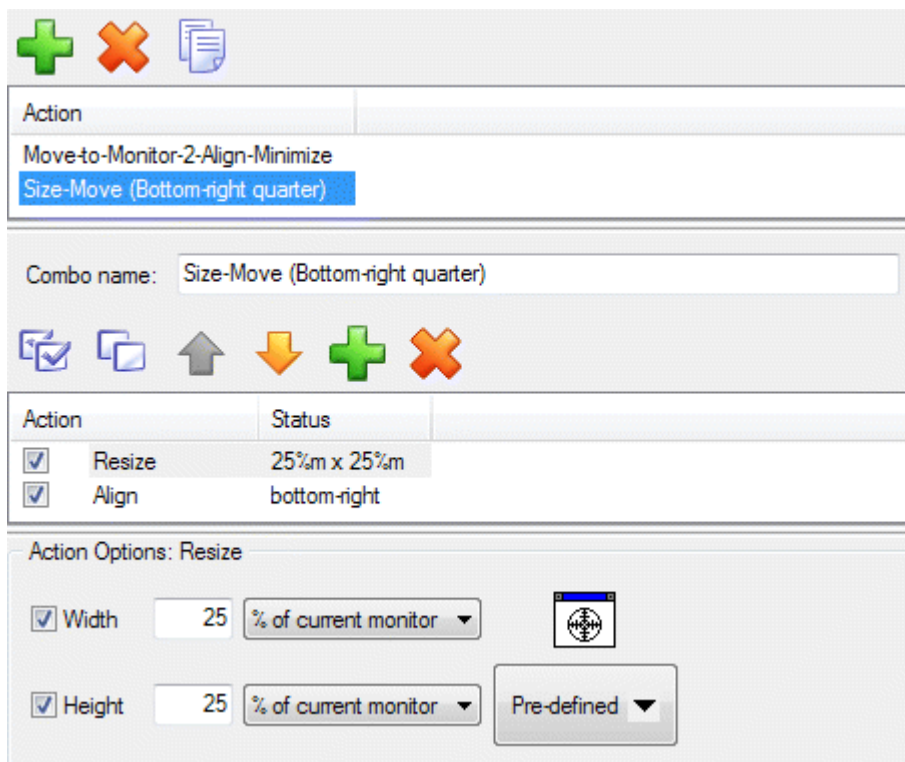 Action
Move-to-Monitor-2-Align-Minimize
Size-Move (Bottom-right quarter)
Combo name: Size-Move (Bottom-right quarter)
Action Status
Resize 25%m x 25%m
Align bottom-right
Action Options: Resize
Width 25 % of current monitor
Height 25 % of current monitor Pre-defined